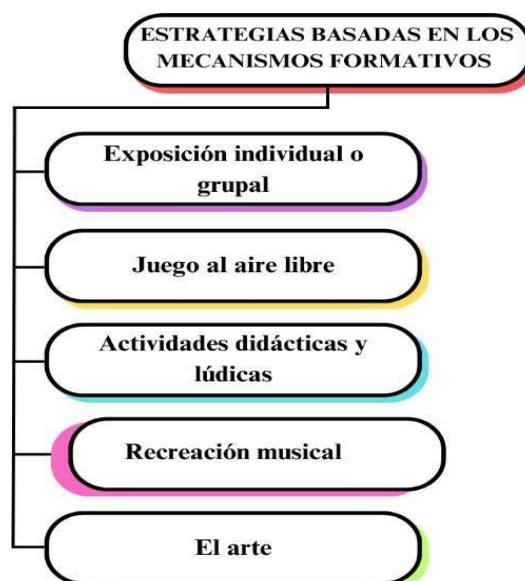 ESTRATEGIAS BASADAS EN LOS
MECANISMOS FORMATIVOS
Exposición individual o
grupal
Juego al aire libre
Actividades didácticas y
lúdicas
Recreación musical
El arte